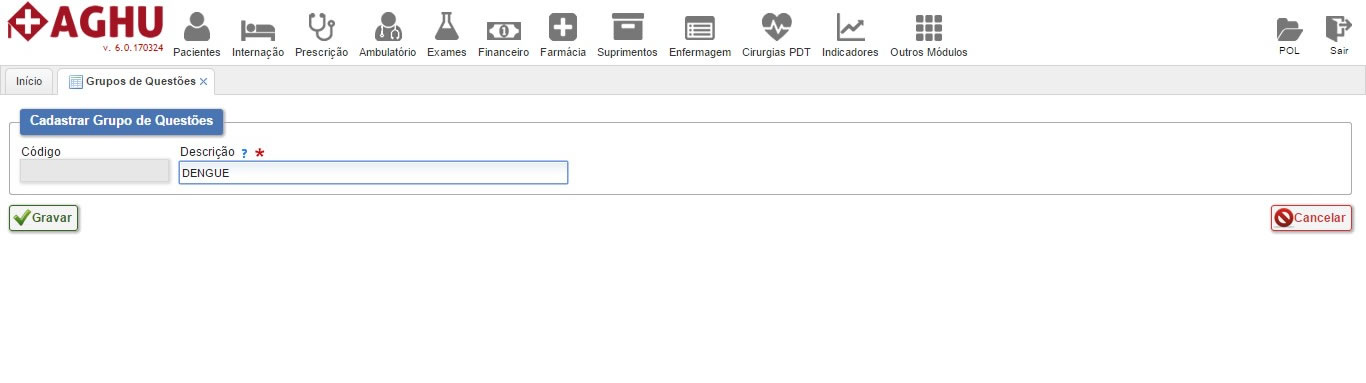 AGHU
v. 6.0.170324
Pacientes Internação Prescrição Ambulatório Exames Financeiro Farmácia Suprimentos Enfermagem Cirurgias PDT Indicadores Outros Módulos POL Sair
Início Grupos de Questões
Cadastrar Grupo de Questões
Código Descrição ? *
DENGUE
Gravar Cancelar